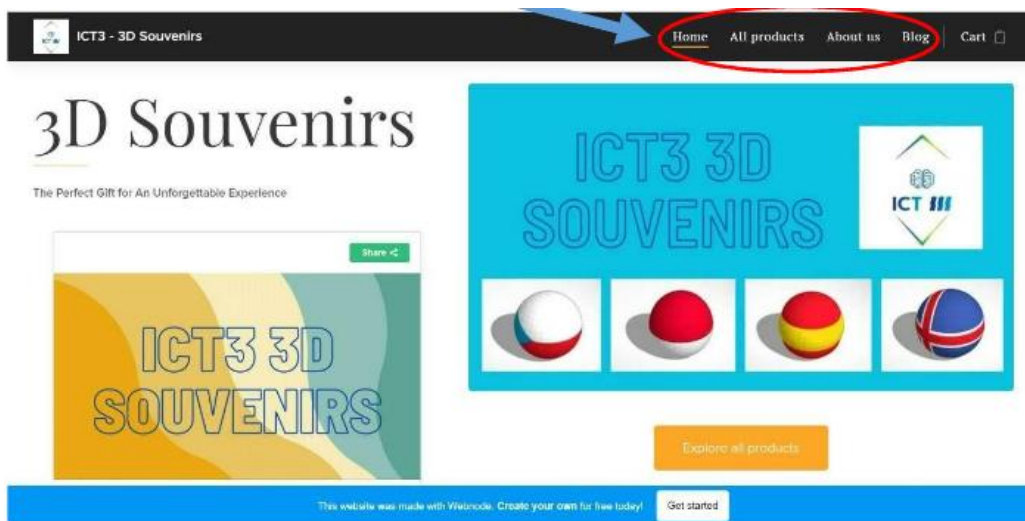 ICT3 - 3D Souvenirs
Home All products About us Blog Cart
3D Souvenirs
The Perfect Gift for An Unforgettable Experience
Share
ICT3 3D
SOUVENIRS
ICT3 3D
SOUVENIRS
ICT III
Explore all products
This website was made with Webnode. Create your own for free today! Get started